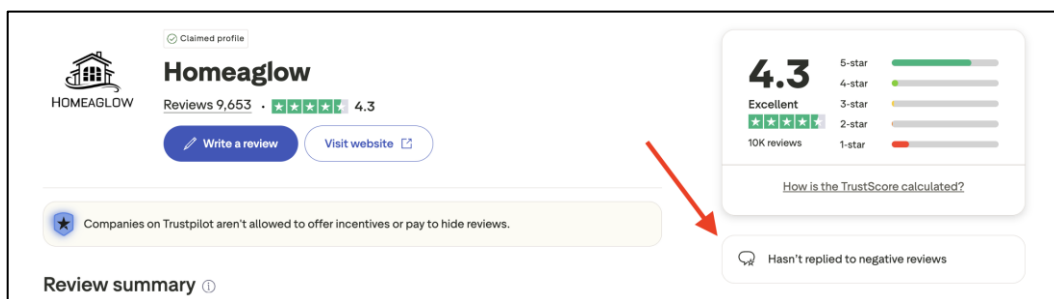 Claimed profile
HOMEAGLOW
Homeaglow
Reviews 9,653 • 4.3
Write a review
Visit website
Companies on Trustpilot aren't allowed to offer incentives or pay to hide reviews.
Review summary
4.3
Excellent
10K reviews
5-star
4-star
3-star
2-star
1-star
How is the TrustScore calculated?
Hasn't replied to negative reviews